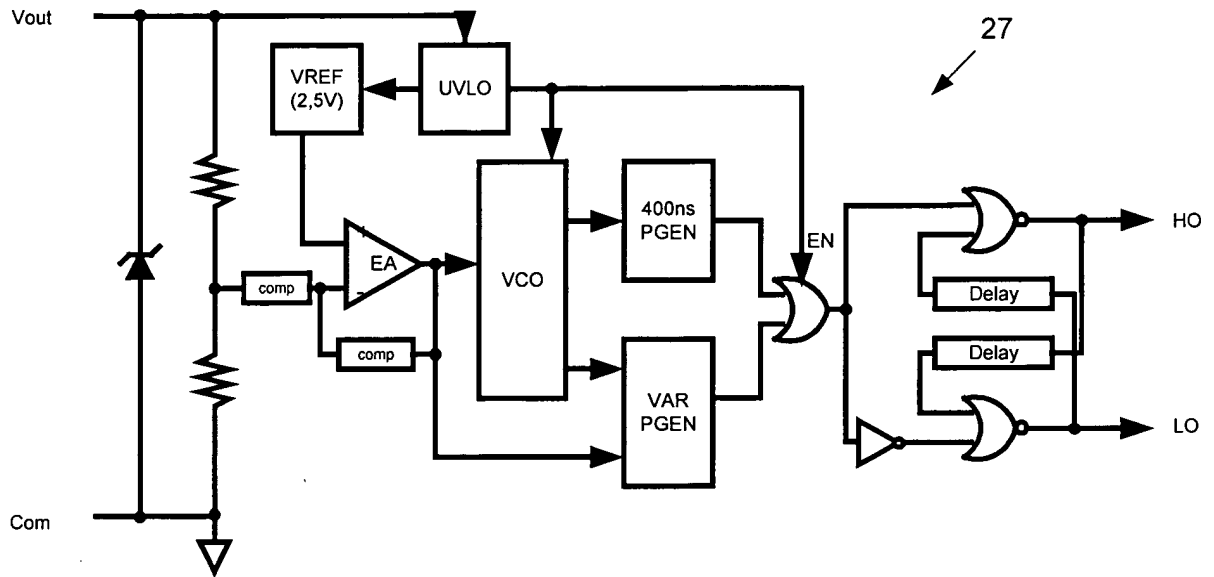 Vout
27
VREF
(2,5V)
UVLO
400ns
PGEN
EN
HO
+
EA
-
VCO
comp
comp
Delay
Delay
VAR
PGEN
LO
Com